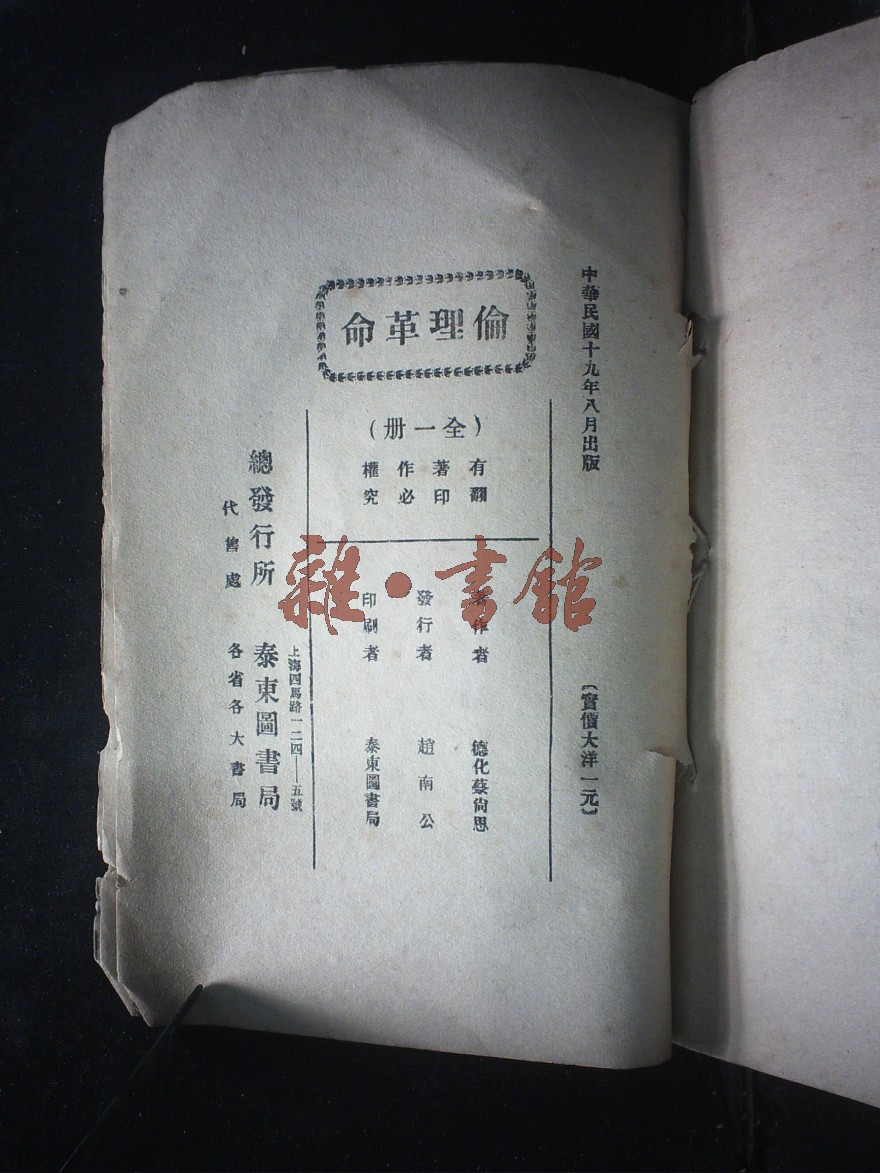 中華民國十九年八月出版
〔實價大洋一元〕
倫理革命
（全一册）
有著作權
翻印必究
著作者 德化蔡尙思
發行者 趙南公
印刷者 泰東圖書局
上海四馬路一二四——五號
總發行所 泰東圖書局
代售處 各省各大書局
雜·書館